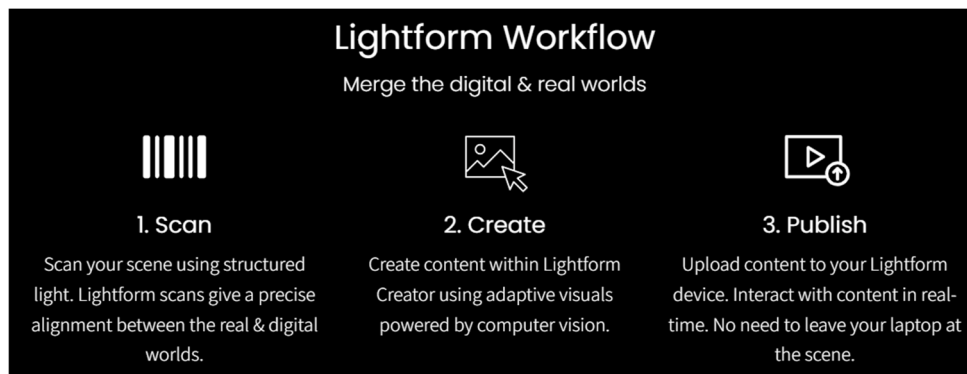 Lightform Workflow
Merge the digital & real worlds
1. Scan
Scan your scene using structured
light. Lightform scans give a precise
alignment between the real & digital
worlds.
2. Create
Create content within Lightform
Creator using adaptive visuals
powered by computer vision.
3. Publish
Upload content to your Lightform
device. Interact with content in real-
time. No need to leave your laptop at
the scene.